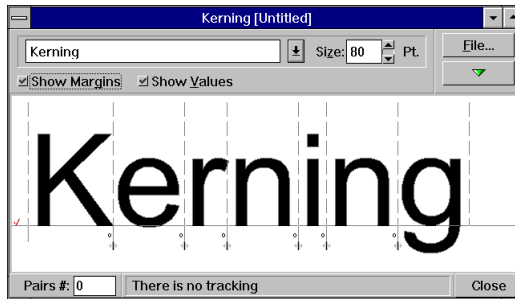 Kerning [Untitled]
Kerning Size: 80 Pt. File...
Show Margins Show Values
Kerning
Pairs #: 0 There is no tracking Close